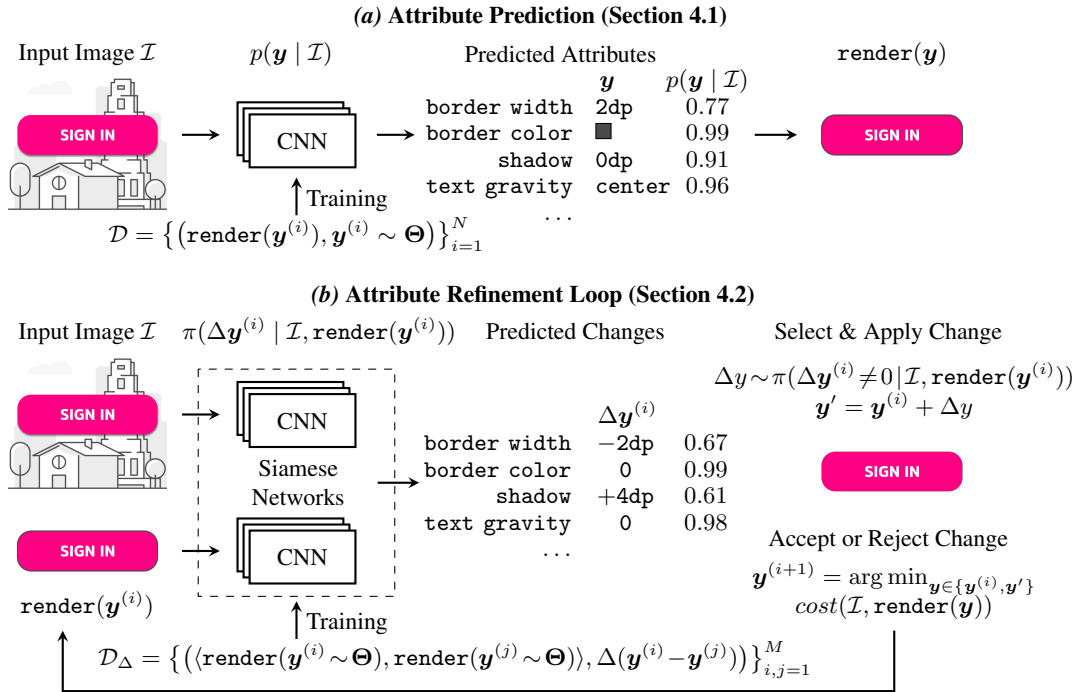 (a) Attribute Prediction (Section 4.1)
Input Image ℐ
p(y | ℐ)
Predicted Attributes
render(y)
y p(y | ℐ)
SIGN IN
CNN
border width 2dp 0.77
border color 0.99
shadow 0dp 0.91
text gravity center 0.96
...
SIGN IN
Training
𝒟 = {(render(y^(i)), y^(i) ∼ Θ)}_{i=1}^N
(b) Attribute Refinement Loop (Section 4.2)
Input Image ℐ
π(Δy^(i) | ℐ, render(y^(i)))
Predicted Changes
Select & Apply Change
SIGN IN
CNN
Siamese
Networks
CNN
SIGN IN
render(y^(i))
Δy^(i)
border width −2dp 0.67
border color 0 0.99
shadow +4dp 0.61
text gravity 0 0.98
...
Δy∼π(Δy^(i)≠0 | ℐ, render(y^(i)))
y′ = y^(i) + Δy
SIGN IN
Accept or Reject Change
y^(i+1) = arg min_{y∈{y^(i),y′}}
cost(ℐ, render(y))
Training
𝒟_Δ = {(⟨render(y^(i)∼Θ), render(y^(j)∼Θ)⟩, Δ(y^(i)−y^(j)))}_{i,j=1}^M